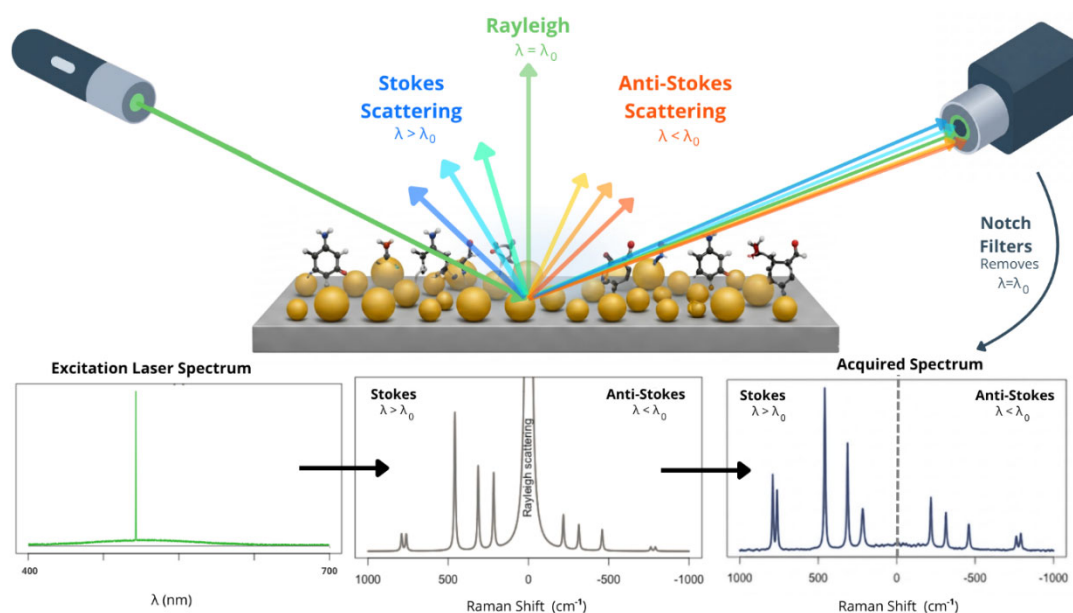 Rayleigh
λ = λ₀
Stokes
Scattering
λ > λ₀
Anti-Stokes
Scattering
λ < λ₀
Notch
Filters
Removes
λ=λ₀
Excitation Laser Spectrum
400
700
λ (nm)
Stokes
λ > λ₀
Anti-Stokes
λ < λ₀
Rayleigh scattering
1000
500
0
-500
-1000
Raman Shift (cm⁻¹)
Acquired Spectrum
Stokes
λ > λ₀
Anti-Stokes
λ < λ₀
1000
500
0
-500
-1000
Raman Shift (cm⁻¹)